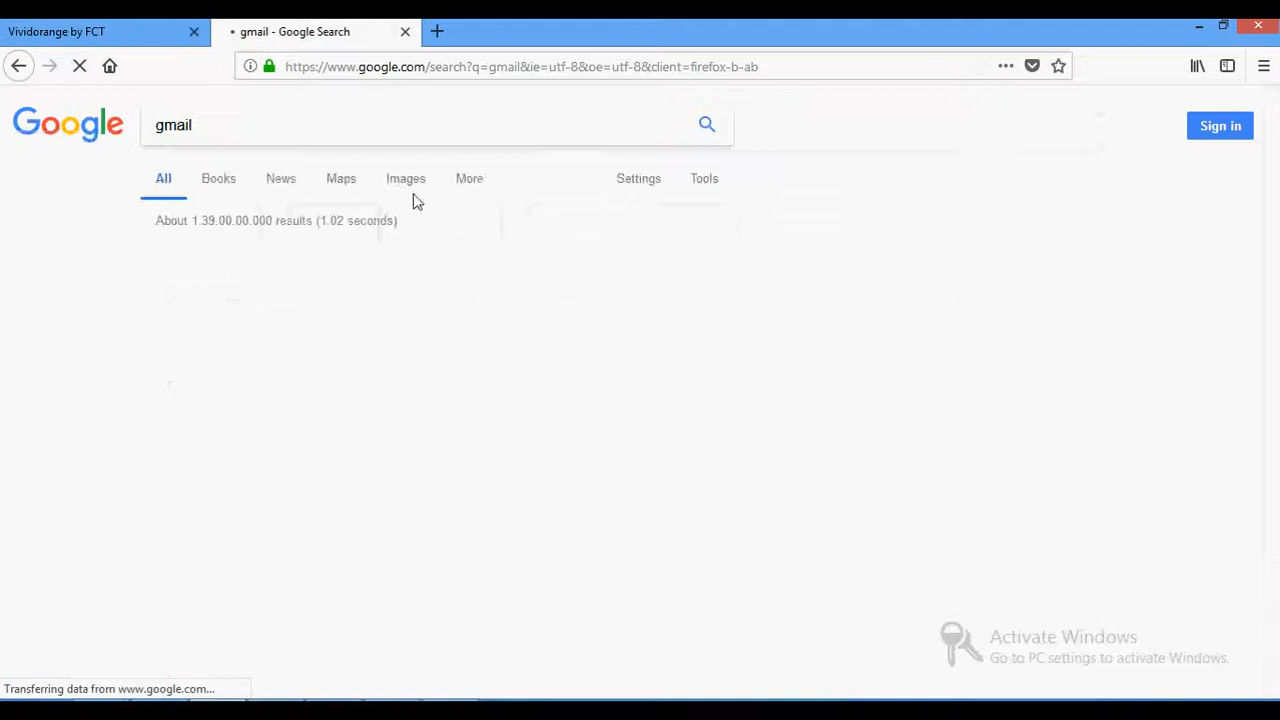 Vividorange by FCT
gmail - Google Search
https://www.google.com/search?q=gmail&ie=utf-8&oe=utf-8&client=firefox-b-ab
Google
gmail
Sign in
All Books News Maps Images More Settings Tools
About 1,39,00,00,000 results (1.02 seconds)
Activate Windows
Go to PC settings to activate Windows.
Transferring data from www.google.com...